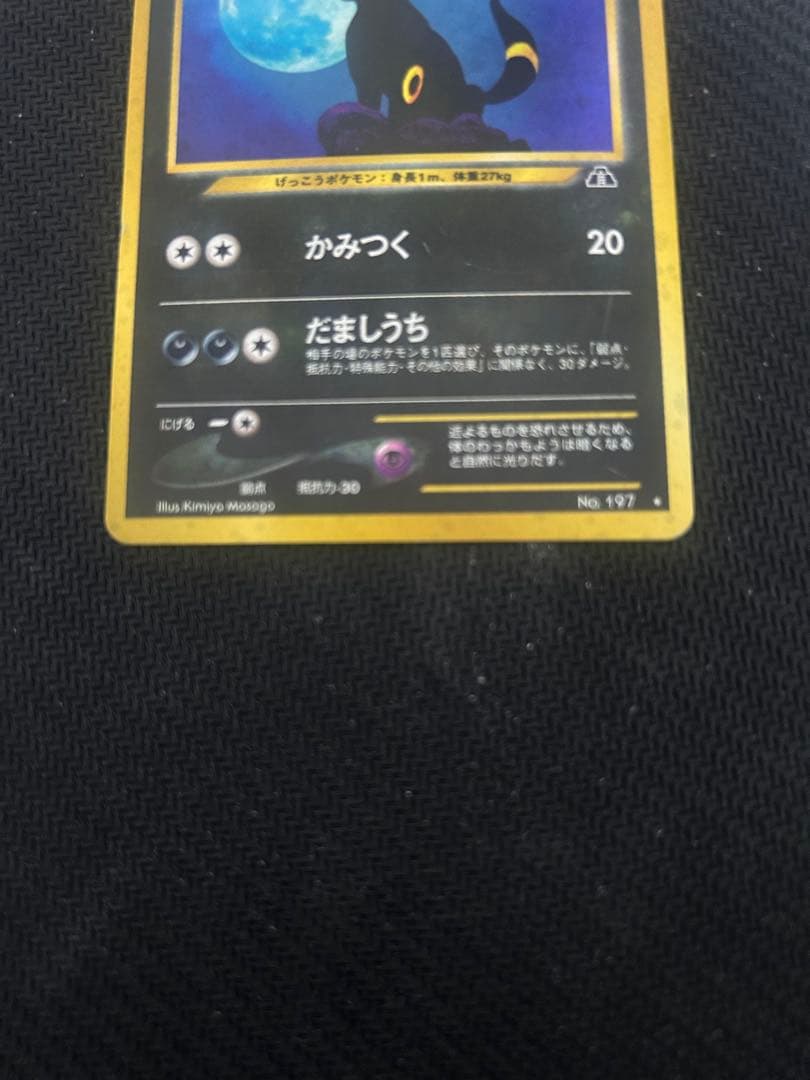 げっこうポケモン：身長1m、体重27kg
かみつく 20
だましうち
相手の場のポケモンを1匹選び、そのポケモンに、「弱点・
抵抗力・特殊能力・その他の効果」に関係なく、30ダメージ。
にげる
近よるものを恐れさせるため、
体のわっかもようは暗くなる
と自然に光りだす。
弱点 抵抗力-30
Illus.Kimiya Masago No. 197